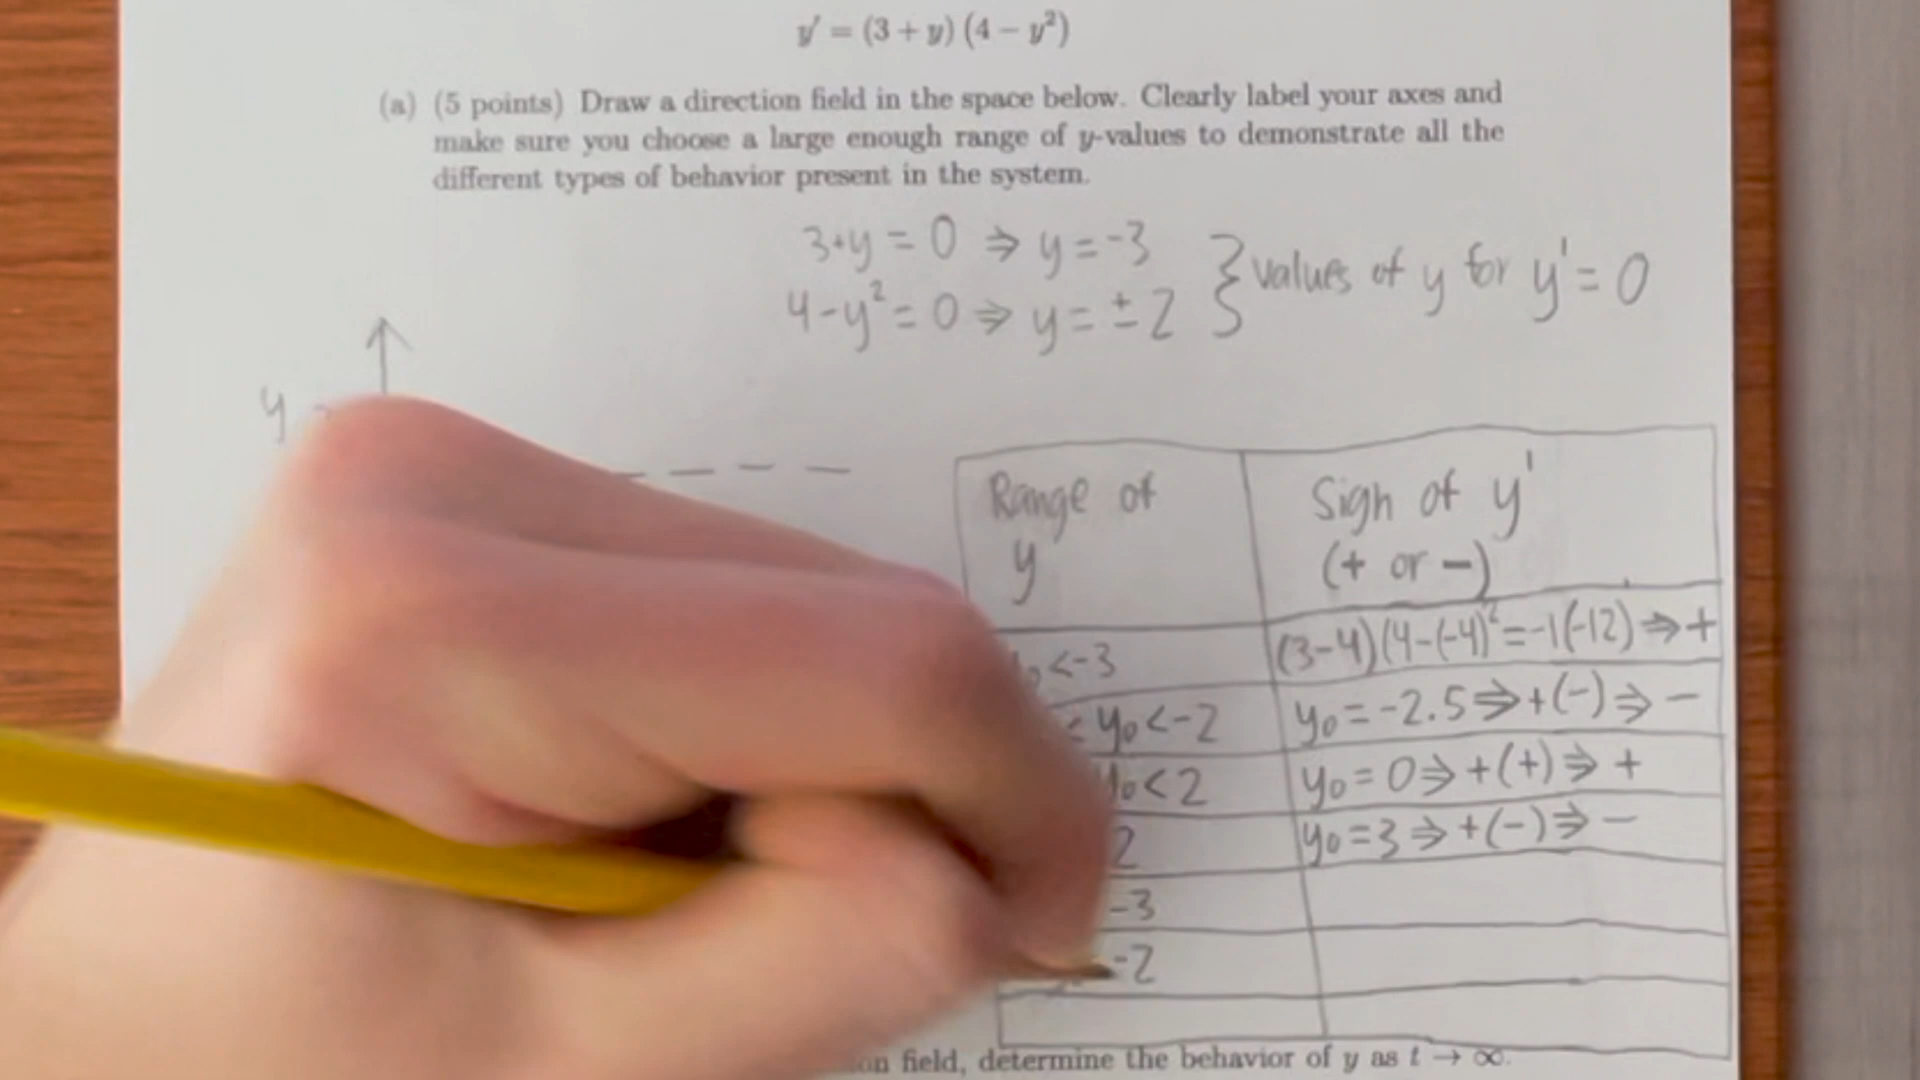 y' = (3 + y) (4 − y²)
(a) (5 points) Draw a direction field in the space below. Clearly label your axes and
make sure you choose a large enough range of y-values to demonstrate all the
different types of behavior present in the system.
3+y = 0 ⇒ y = -3
4-y² = 0 ⇒ y = ±2
} values of y for y' = 0
y
Range of
y
Sign of y'
(+ or −)
<-3
(3-4)(4-(-4)² = -1(-12) ⇒ +
< y₀ < -2
y₀ = -2.5 ⇒ +(-) ⇒ −
y₀ < 2
y₀ = 0 ⇒ +(+) ⇒ +
2
y₀ = 3 ⇒ +(-) ⇒ −
-3
-2
field, determine the behavior of y as t → ∞.